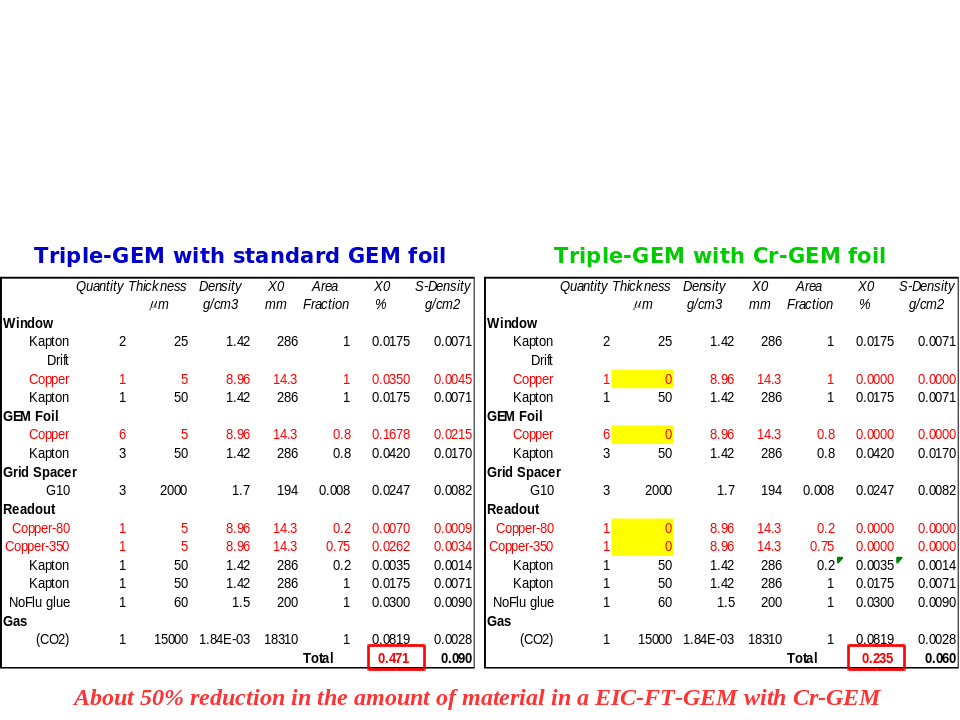 Triple-GEM with standard GEM foil
Quantity Thickness Density X0 Area X0 S-Density
µm g/cm3 mm Fraction % g/cm2
Window
Kapton 2 25 1.42 286 1 0.0175 0.0071
Drift
Copper 1 5 8.96 14.3 1 0.0350 0.0045
Kapton 1 50 1.42 286 1 0.0175 0.0071
GEM Foil
Copper 6 5 8.96 14.3 0.8 0.1678 0.0215
Kapton 3 50 1.42 286 0.8 0.0420 0.0170
Grid Spacer
G10 3 2000 1.7 194 0.008 0.0247 0.0082
Readout
Copper-80 1 5 8.96 14.3 0.2 0.0070 0.0009
Copper-350 1 5 8.96 14.3 0.75 0.0262 0.0034
Kapton 1 50 1.42 286 0.2 0.0035 0.0014
Kapton 1 50 1.42 286 1 0.0175 0.0071
NoFlu glue 1 60 1.5 200 1 0.0300 0.0090
Gas
(CO2) 1 15000 1.84E-03 18310 1 0.0819 0.0028
Total 0.471 0.090
Triple-GEM with Cr-GEM foil
Quantity Thickness Density X0 Area X0 S-Density
µm g/cm3 mm Fraction % g/cm2
Window
Kapton 2 25 1.42 286 1 0.0175 0.0071
Drift
Copper 1 0 8.96 14.3 1 0.0000 0.0000
Kapton 1 50 1.42 286 1 0.0175 0.0071
GEM Foil
Copper 6 0 8.96 14.3 0.8 0.0000 0.0000
Kapton 3 50 1.42 286 0.8 0.0420 0.0170
Grid Spacer
G10 3 2000 1.7 194 0.008 0.0247 0.0082
Readout
Copper-80 1 0 8.96 14.3 0.2 0.0000 0.0000
Copper-350 1 0 8.96 14.3 0.75 0.0000 0.0000
Kapton 1 50 1.42 286 0.2 0.0035 0.0014
Kapton 1 50 1.42 286 1 0.0175 0.0071
NoFlu glue 1 60 1.5 200 1 0.0300 0.0090
Gas
(CO2) 1 15000 1.84E-03 18310 1 0.0819 0.0028
Total 0.235 0.060
About 50% reduction in the amount of material in a EIC-FT-GEM with Cr-GEM